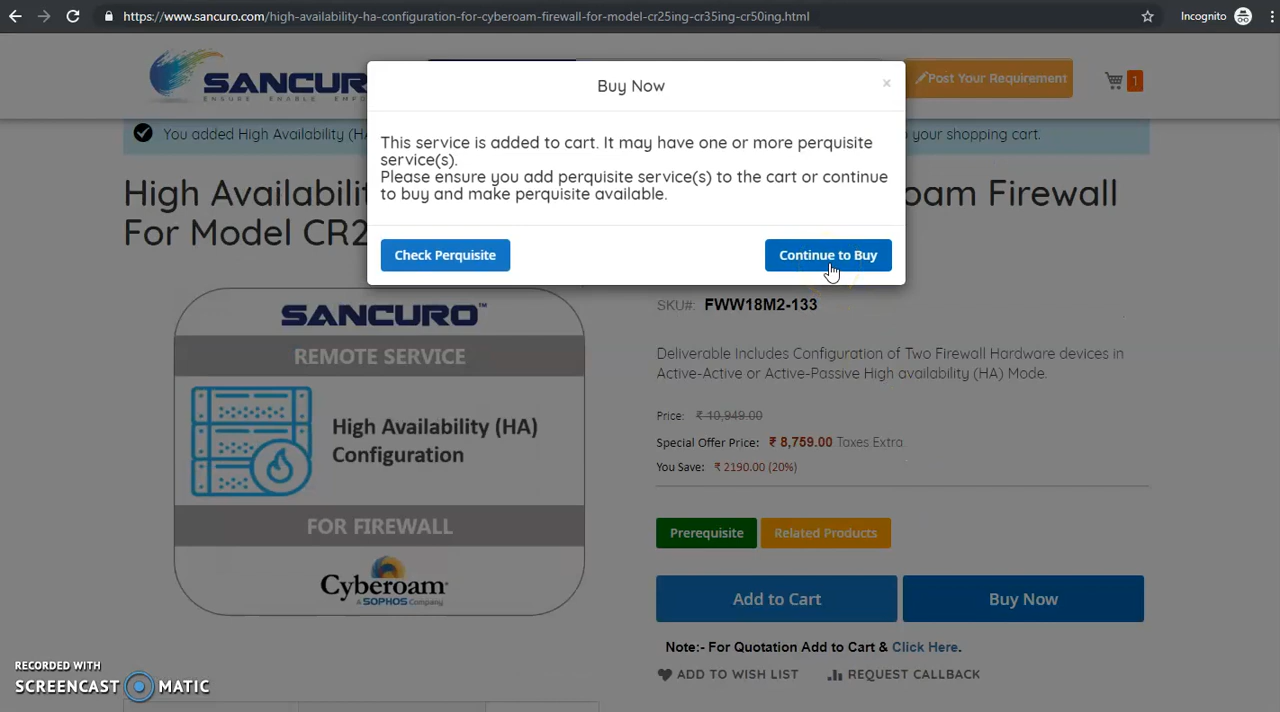 https://www.sancuro.com/high-availability-ha-configuration-for-cyberoam-firewall-for-model-cr25ing-cr35ing-cr50ing.html
Incognito
SANCURO
ENSURE ENABLE
Post Your Requirement
1
Buy Now
×
You added High Availability (HA
your shopping cart.
This service is added to cart. It may have one or more perquisite
service(s).
Please ensure you add perquisite service(s) to the cart or continue
to buy and make perquisite available.
High Availabilit
oam Firewall
For Model CR2
Check Perquisite
Continue to Buy
SKU#: FWW18M2-133
SANCURO™
REMOTE SERVICE
High Availability (HA)
Configuration
FOR FIREWALL
Cyberoam
A SOPHOS Company
Deliverable Includes Configuration of Two Firewall Hardware devices in
Active-Active or Active-Passive High availability (HA) Mode.
Price: ₹ 10,949.00
Special Offer Price: ₹ 8,759.00 Taxes Extra
You Save: ₹ 2190.00 (20%)
Prerequisite
Related Products
Add to Cart
Buy Now
Note:- For Quotation Add to Cart & Click Here.
ADD TO WISH LIST
REQUEST CALLBACK
RECORDED WITH
SCREENCAST MATIC